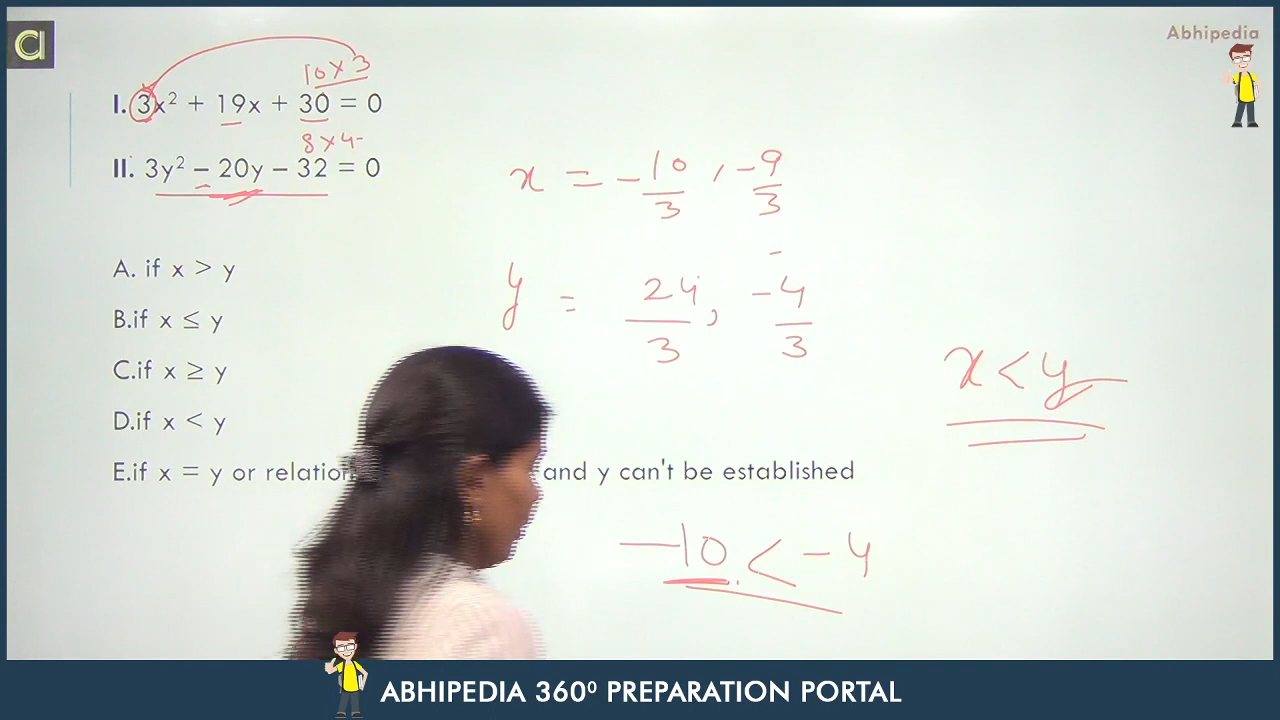 Abhipedia
10 × 3
I. 3x² + 19x + 30 = 0
8 × 4
II. 3y² – 20y – 32 = 0
x = -10/3 , -9/3
y = 24/3 , -4/3
A. if x > y
B.if x ≤ y
C.if x ≥ y
x < y
D.if x < y
E.if x = y or relation and y can't be established
-10 < -4
ABHIPEDIA 360⁰ PREPARATION PORTAL